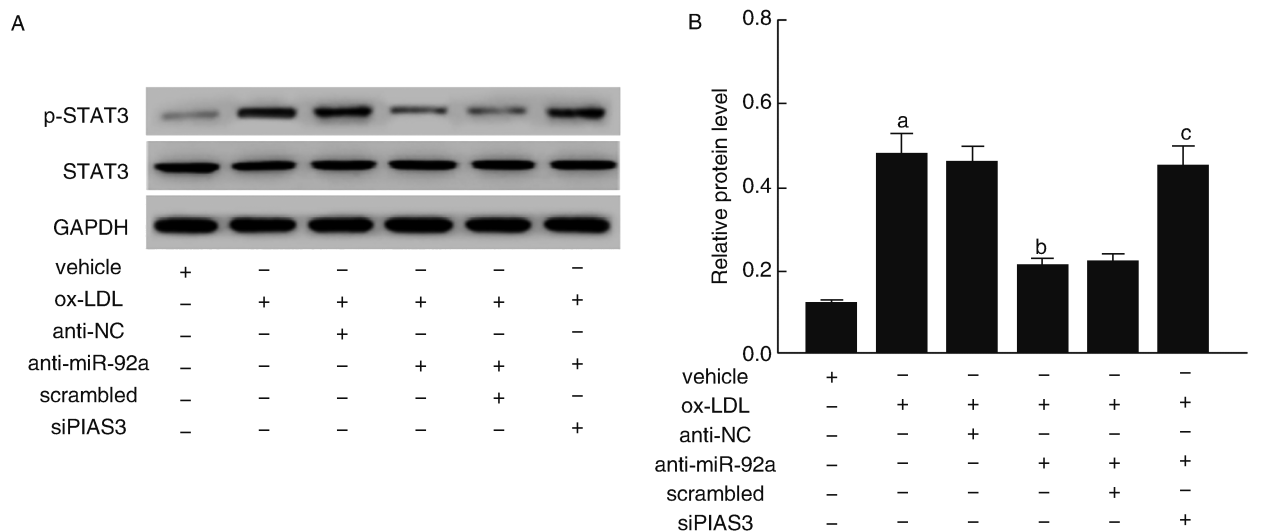 A
p-STAT3
STAT3
GAPDH
vehicle + – – – – –
ox-LDL – + + + + +
anti-NC – – + – – –
anti-miR-92a – – – + + +
scrambled – – – – + –
siPIAS3 – – – – – +
B
Relative protein level
0.8
0.6
0.4
0.2
0.0
a
b
c
vehicle + – – – – –
ox-LDL – + + + + +
anti-NC – – + – – –
anti-miR-92a – – – + + +
scrambled – – – – + –
siPIAS3 – – – – – +